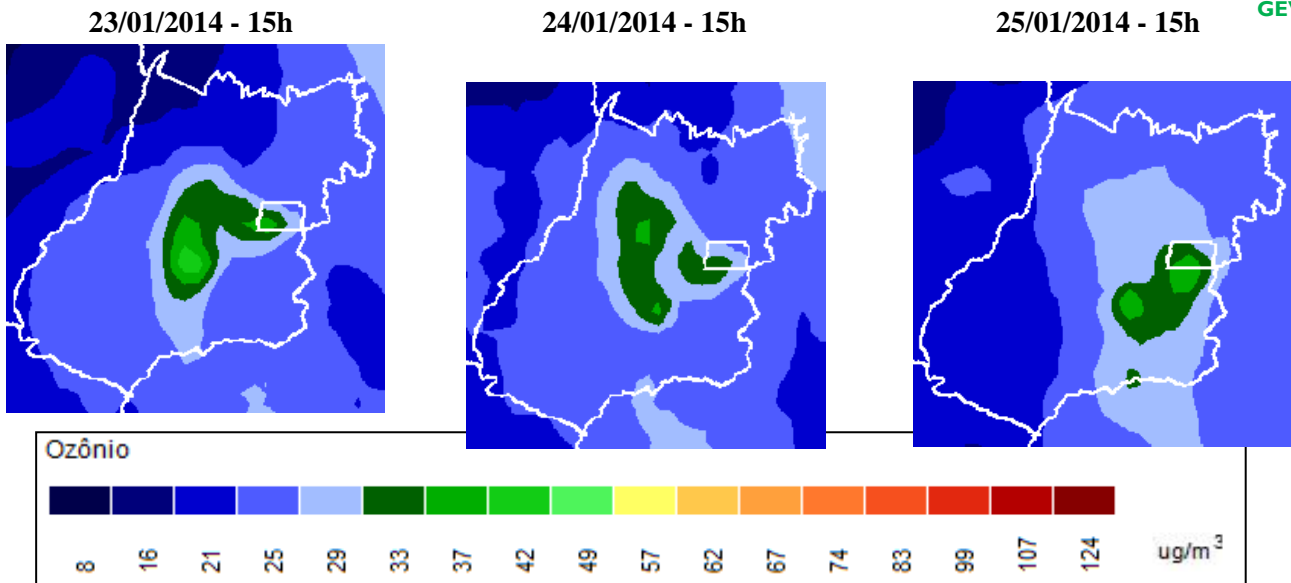 GEV
23/01/2014 - 15h 24/01/2014 - 15h 25/01/2014 - 15h
Ozônio
8 16 21 25 29 33 37 42 49 57 62 67 74 83 99 107 124 ug/m³